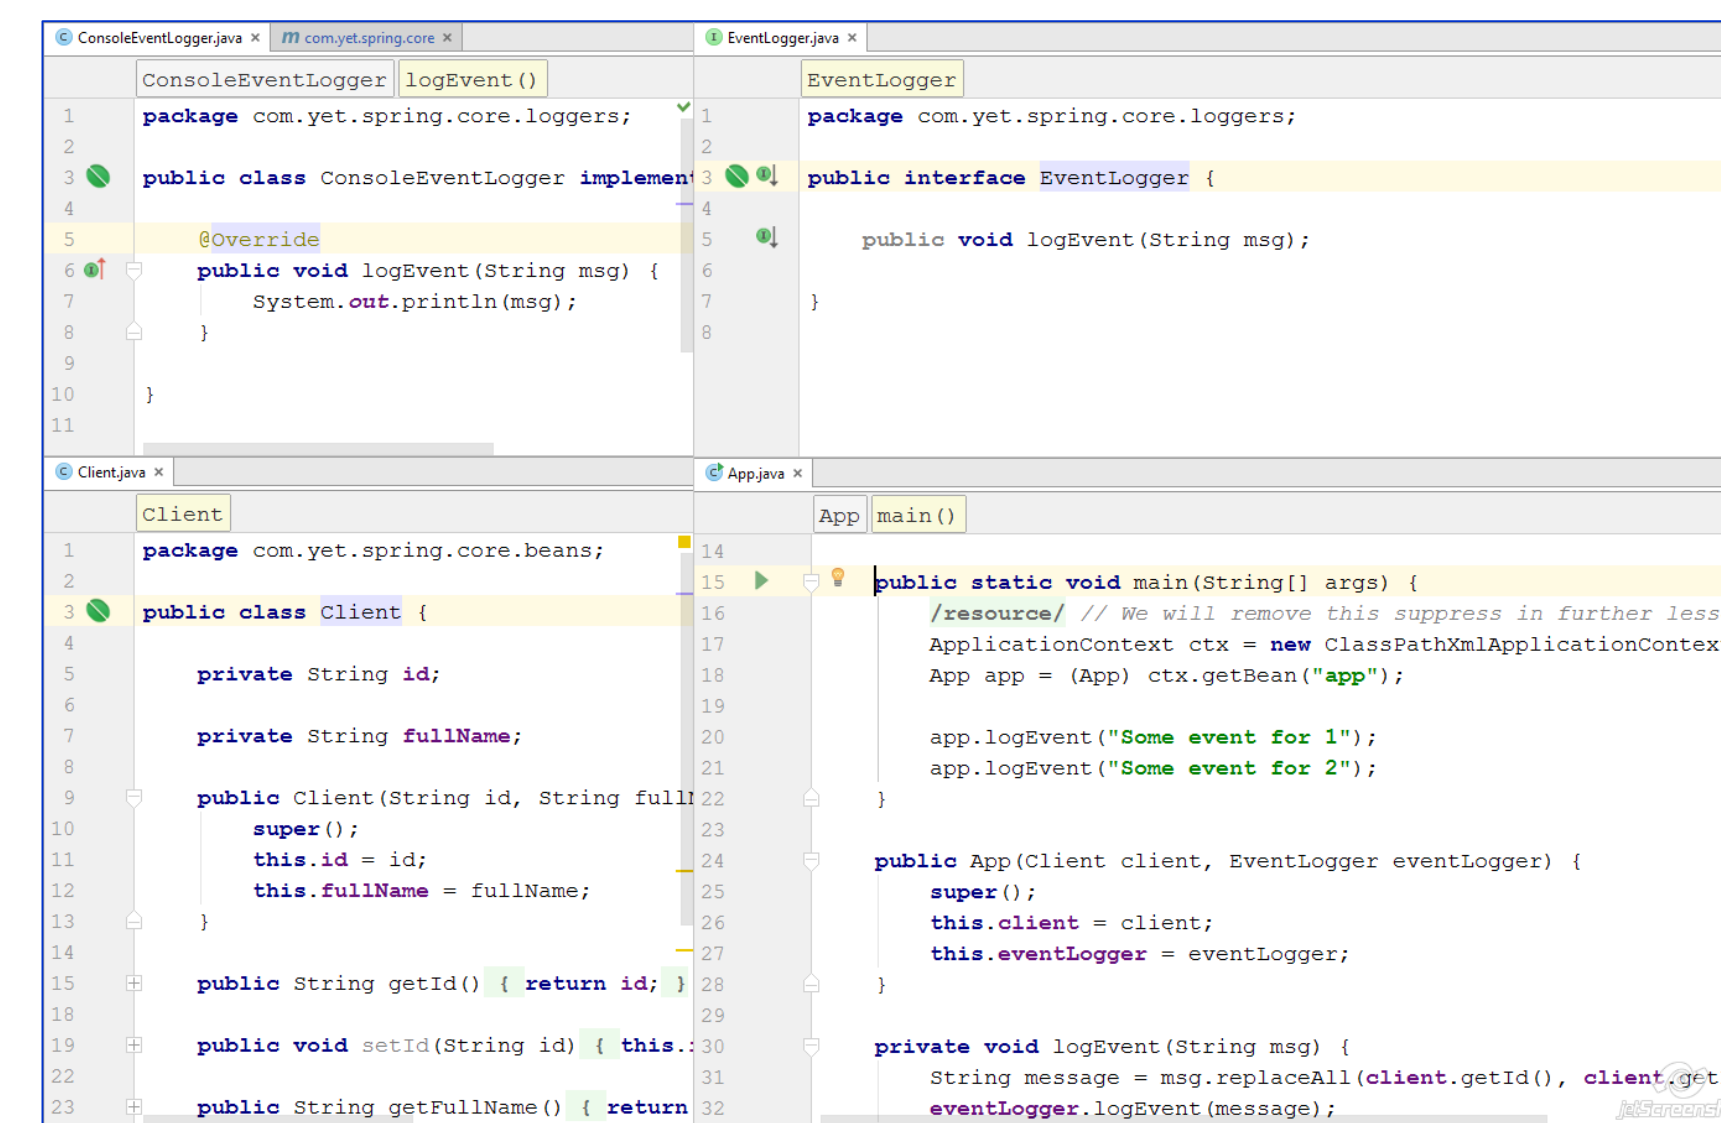 ConsoleEventLogger.java
com.yet.spring.core
ConsoleEventLogger logEvent()
1 package com.yet.spring.core.loggers;
2
3 public class ConsoleEventLogger implement
4
5 @Override
6 public void logEvent(String msg) {
7 System.out.println(msg);
8 }
9
10 }
11
EventLogger.java
EventLogger
1 package com.yet.spring.core.loggers;
2
3 public interface EventLogger {
4
5 public void logEvent(String msg);
6
7 }
8
Client.java
Client
1 package com.yet.spring.core.beans;
2
3 public class Client {
4
5 private String id;
6
7 private String fullName;
8
9 public Client(String id, String full
10 super();
11 this.id = id;
12 this.fullName = fullName;
13 }
14
15 public String getId() { return id; }
18
19 public void setId(String id) { this.
22
23 public String getFullName() { return
App.java
App main()
14
15 public static void main(String[] args) {
16 /resource/ // We will remove this suppress in further less
17 ApplicationContext ctx = new ClassPathXmlApplicationContex
18 App app = (App) ctx.getBean("app");
19
20 app.logEvent("Some event for 1");
21 app.logEvent("Some event for 2");
22 }
23
24 public App(Client client, EventLogger eventLogger) {
25 super();
26 this.client = client;
27 this.eventLogger = eventLogger;
28 }
29
30 private void logEvent(String msg) {
31 String message = msg.replaceAll(client.getId(), client.get
32 eventLogger.logEvent(message);